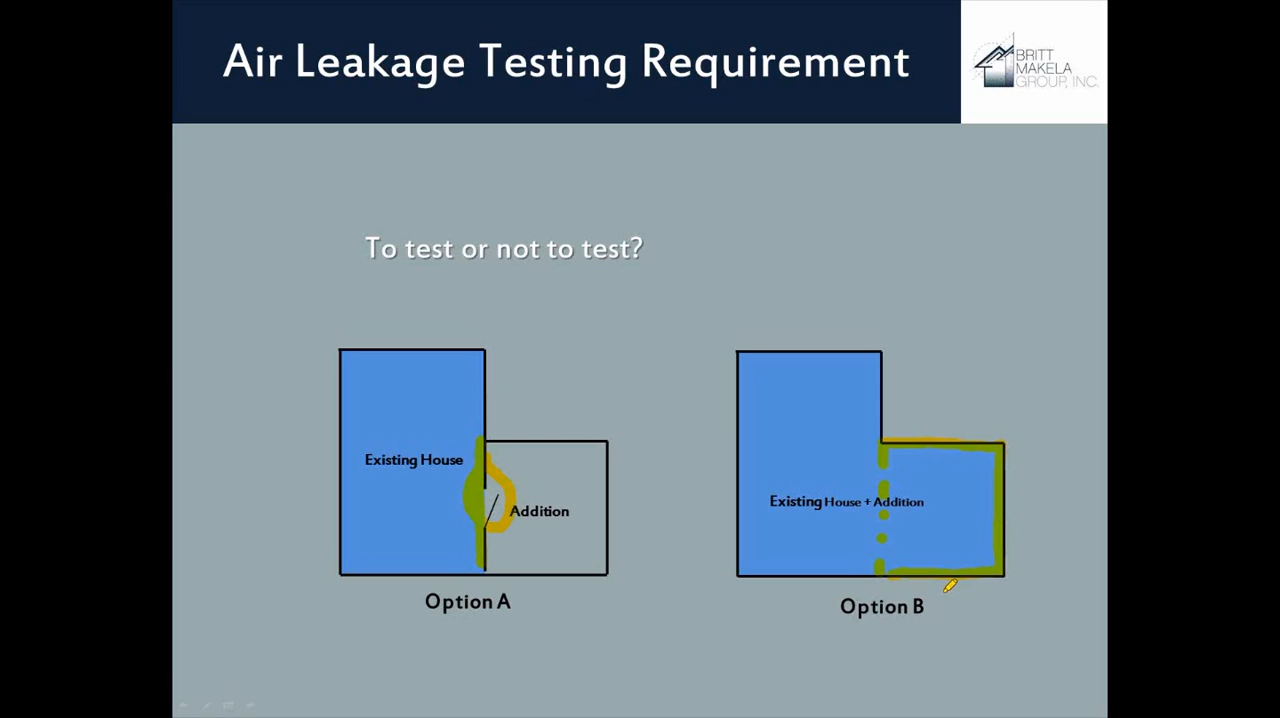 Air Leakage Testing Requirement
BRITT
MAKELA
GROUP, INC.
To test or not to test?
Existing House
Addition
Option A
Existing House + Addition
Option B